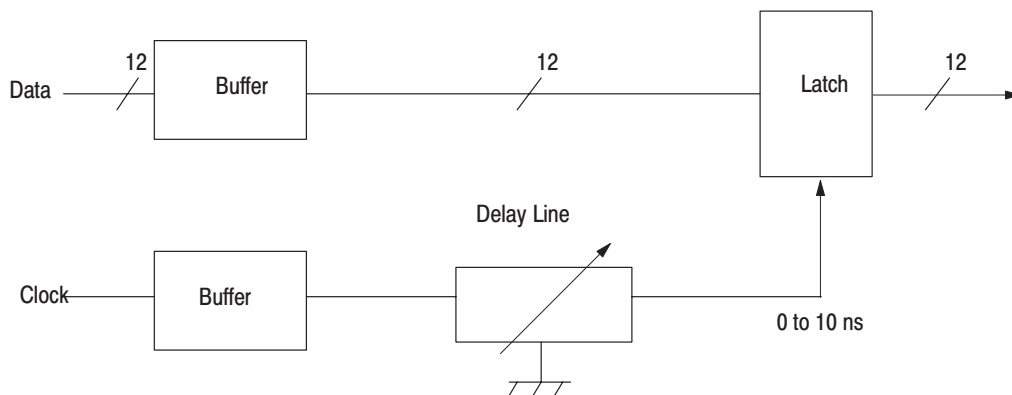 12
12
12
Data
Buffer
Latch
Delay Line
Clock
Buffer
0 to 10 ns